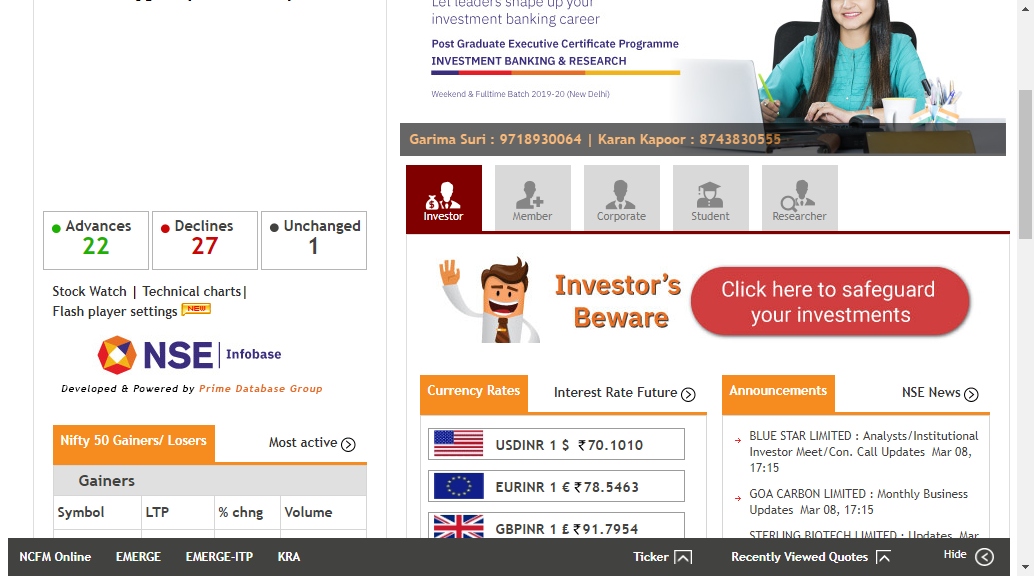 Let leaders shape up your
investment banking career
Post Graduate Executive Certificate Programme
INVESTMENT BANKING & RESEARCH
Weekend & Fulltime Batch 2019-20 (New Delhi)
Garima Suri : 9718930064 | Karan Kapoor : 8743830555
Investor
Member
Corporate
Student
Researcher
Advances
22
Declines
27
Unchanged
1
Stock Watch | Technical charts|
Flash player settings NEW
NSE Infobase
Developed & Powered by Prime Database Group
Investor's
Beware
Click here to safeguard
your investments
Nifty 50 Gainers/ Losers
Most active
Gainers
Symbol LTP % chng Volume
Currency Rates
Interest Rate Future
USDINR 1 $ ₹70.1010
EURINR 1 € ₹78.5463
GBPINR 1 £ ₹91.7954
Announcements
NSE News
BLUE STAR LIMITED : Analysts/Institutional
Investor Meet/Con. Call Updates Mar 08,
17:15
GOA CARBON LIMITED : Monthly Business
Updates Mar 08, 17:15
STERLING BIOTECH LIMITED : Updates Mar
NCFM Online EMERGE EMERGE-ITP KRA Ticker Recently Viewed Quotes Hide